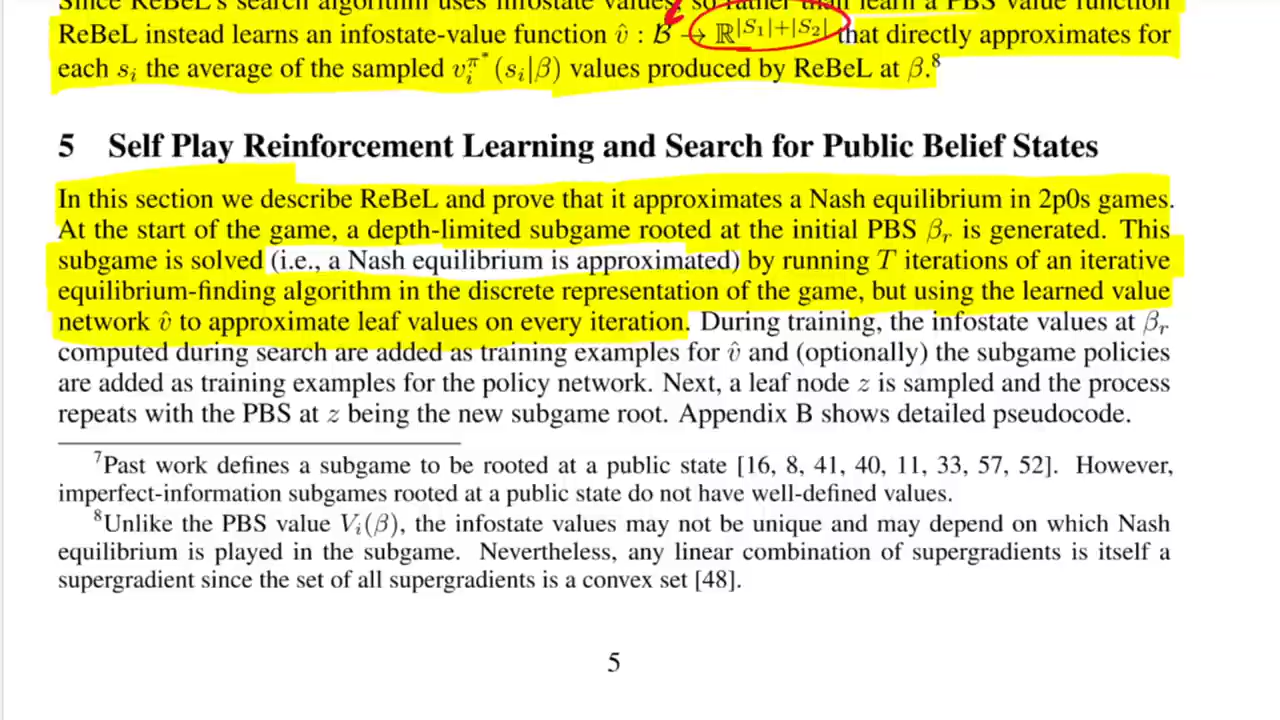 Since ReBeL's search algorithm uses infostate values, so rather than learn a PBS value function
ReBeL instead learns an infostate-value function v̂ : B → ℝ^{|S₁|+|S₂|} that directly approximates for
each sᵢ the average of the sampled vᵢ^{π*}(sᵢ|β) values produced by ReBeL at β.⁸
5 Self Play Reinforcement Learning and Search for Public Belief States
In this section we describe ReBeL and prove that it approximates a Nash equilibrium in 2p0s games.
At the start of the game, a depth-limited subgame rooted at the initial PBS βᵣ is generated. This
subgame is solved (i.e., a Nash equilibrium is approximated) by running T iterations of an iterative
equilibrium-finding algorithm in the discrete representation of the game, but using the learned value
network v̂ to approximate leaf values on every iteration. During training, the infostate values at βᵣ
computed during search are added as training examples for v̂ and (optionally) the subgame policies
are added as training examples for the policy network. Next, a leaf node z is sampled and the process
repeats with the PBS at z being the new subgame root. Appendix B shows detailed pseudocode.
⁷Past work defines a subgame to be rooted at a public state [16, 8, 41, 40, 11, 33, 57, 52]. However,
imperfect-information subgames rooted at a public state do not have well-defined values.
⁸Unlike the PBS value Vᵢ(β), the infostate values may not be unique and may depend on which Nash
equilibrium is played in the subgame. Nevertheless, any linear combination of supergradients is itself a
supergradient since the set of all supergradients is a convex set [48].
5